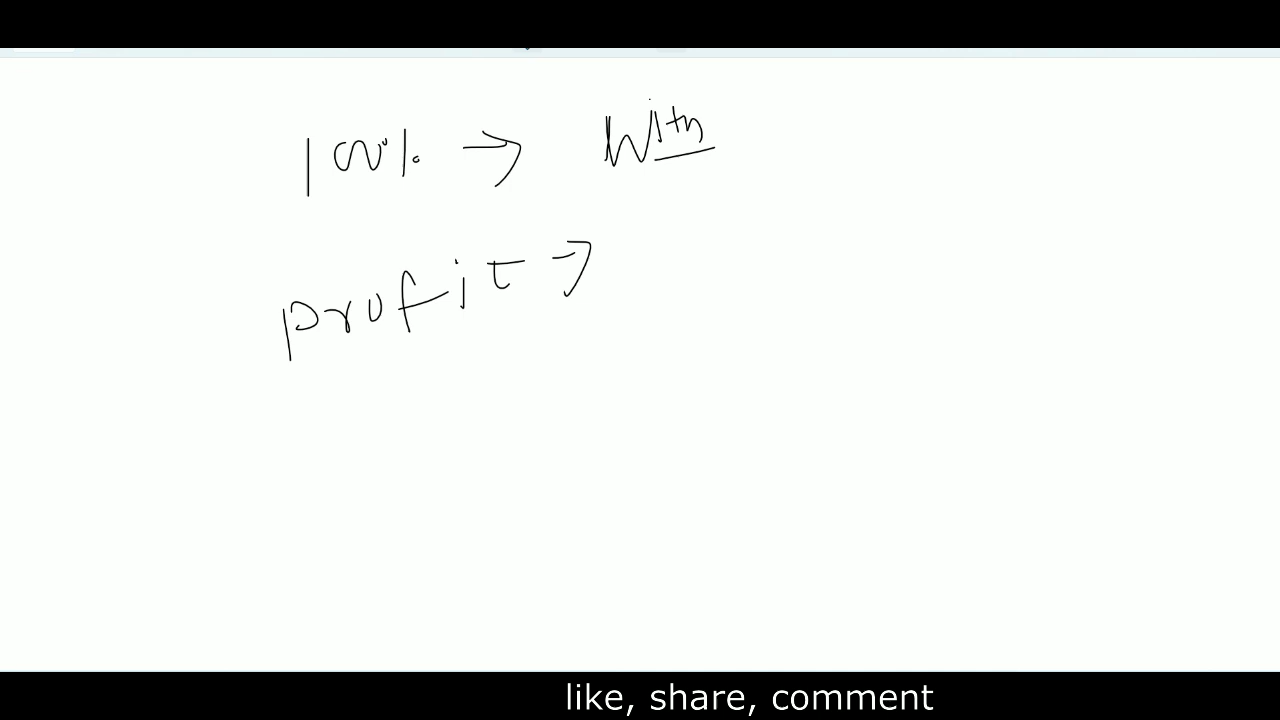 100% → With
profit →
like, share, comment